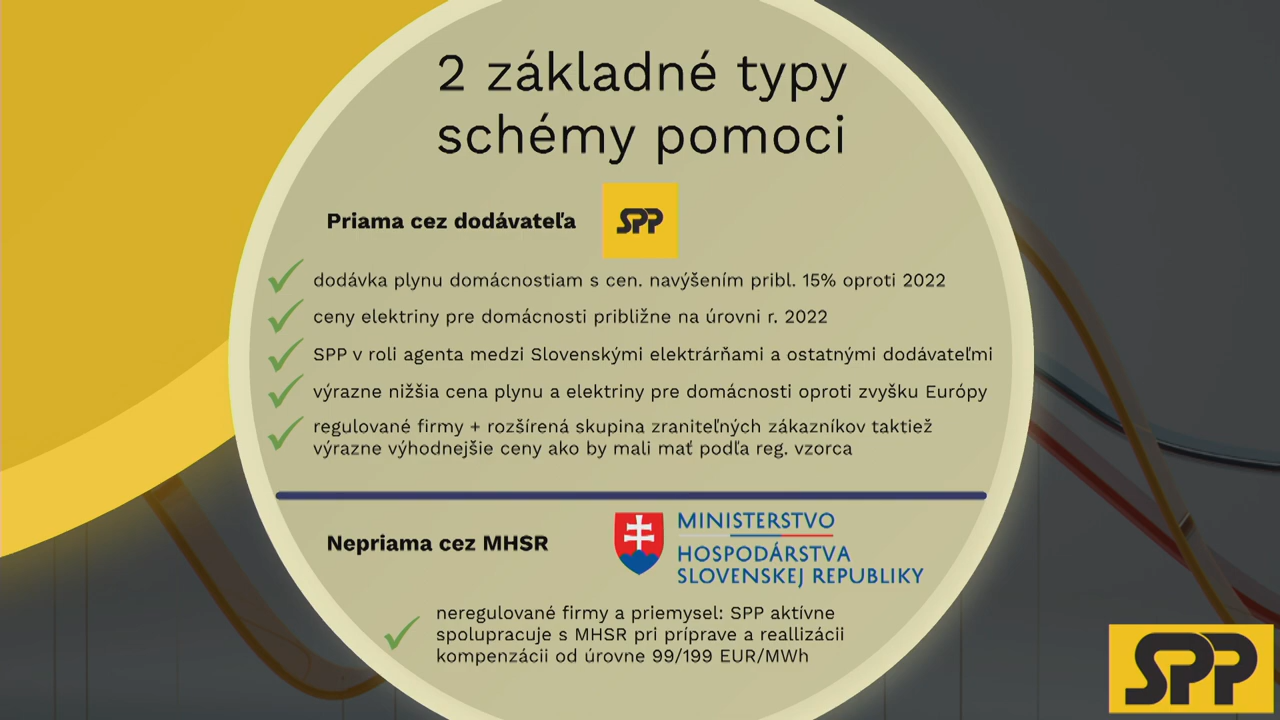 2 základné typy
schémy pomoci
Priama cez dodávateľa
SPP
dodávka plynu domácnostiam s cen. navýšením pribl. 15% oproti 2022
ceny elektriny pre domácnosti približne na úrovni r. 2022
SPP v roli agenta medzi Slovenskými elektrárňami a ostatnými dodávateľmi
výrazne nižšia cena plynu a elektriny pre domácnosti oproti zvyšku Európy
regulované firmy + rozšírená skupina zraniteľných zákazníkov taktiež
výrazne výhodnejšie ceny ako by mali mať podľa reg. vzorca
Nepriama cez MHSR
MINISTERSTVO
HOSPODÁRSTVA
SLOVENSKEJ REPUBLIKY
neregulované firmy a priemysel: SPP aktívne
spolupracuje s MHSR pri príprave a reallizácii
kompenzácii od úrovne 99/199 EUR/MWh
SPP